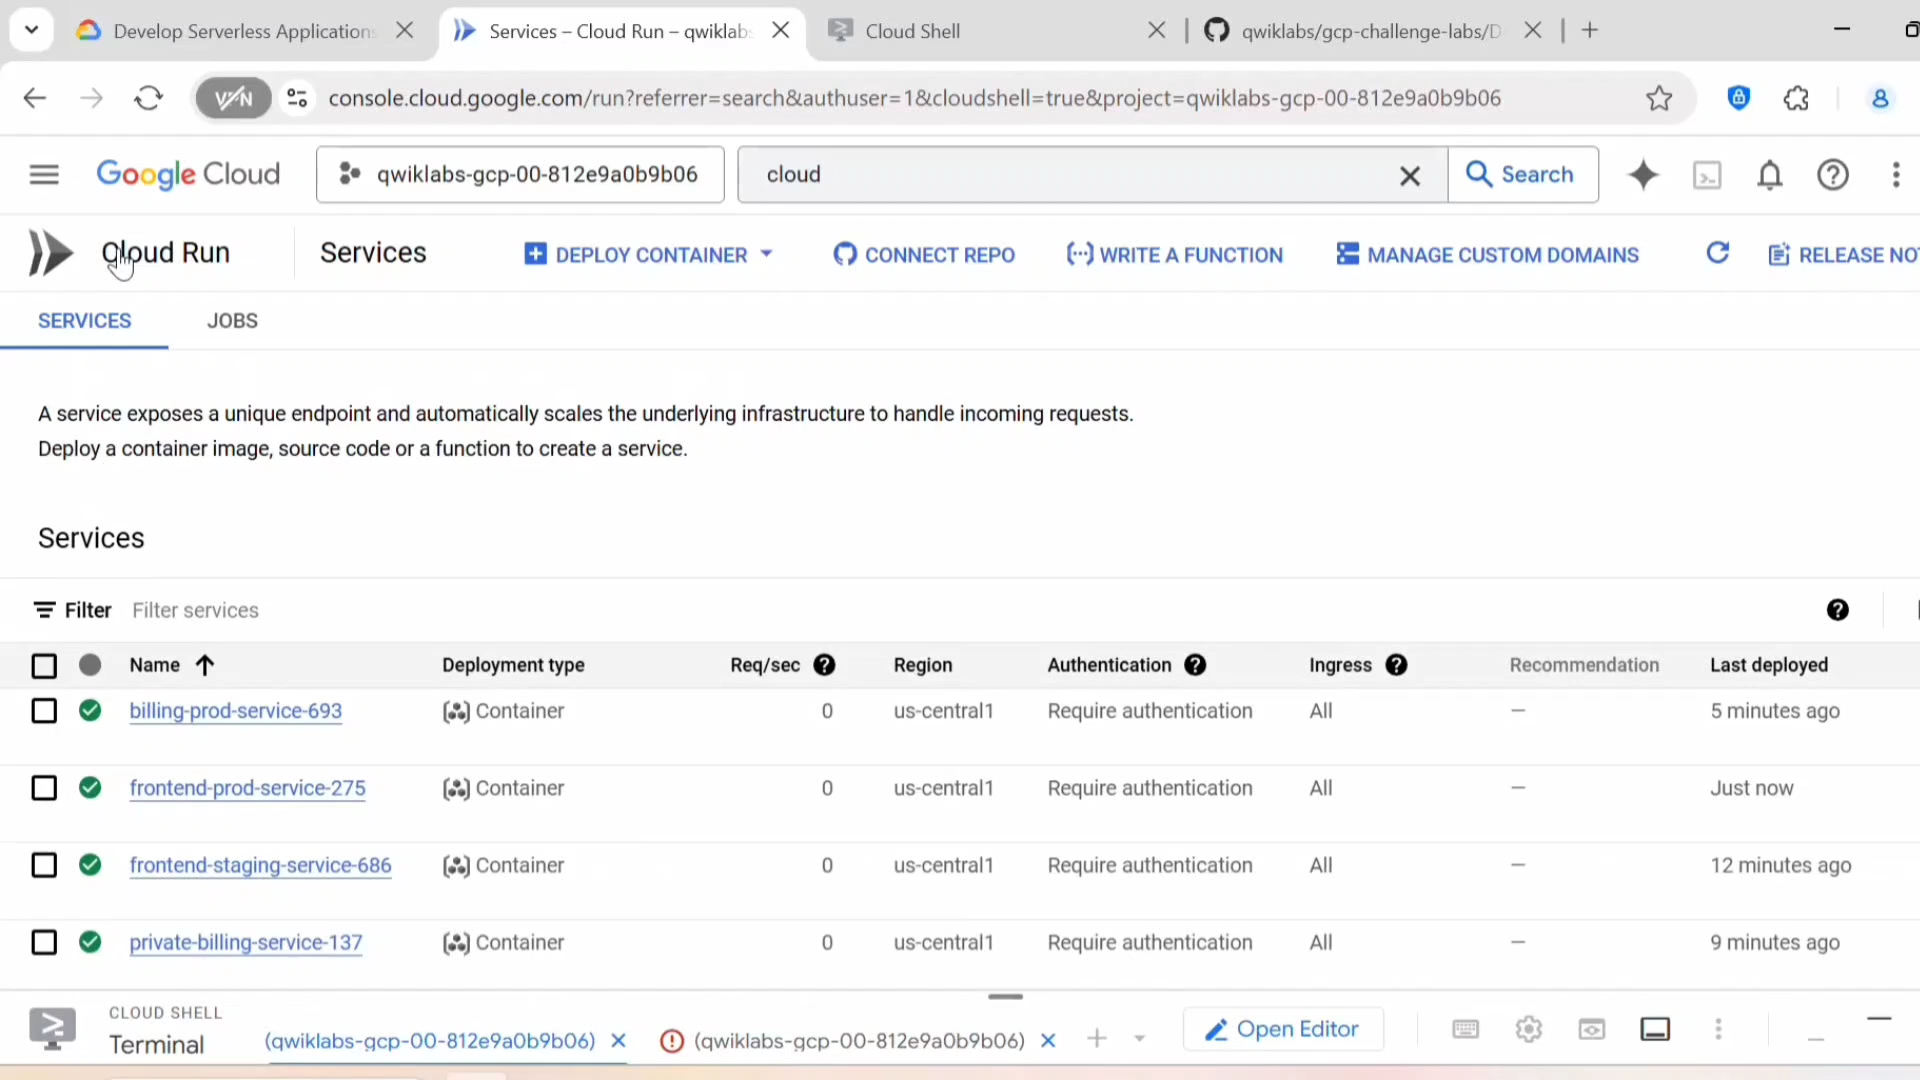 Develop Serverless Applications
Services – Cloud Run – qwiklabs
Cloud Shell
qwiklabs/gcp-challenge-labs/D
VPN
console.cloud.google.com/run?referrer=search&authuser=1&cloudshell=true&project=qwiklabs-gcp-00-812e9a0b9b06
Google Cloud
qwiklabs-gcp-00-812e9a0b9b06
cloud
Search
Cloud Run
Services
DEPLOY CONTAINER
CONNECT REPO
WRITE A FUNCTION
MANAGE CUSTOM DOMAINS
RELEASE NO
SERVICES
JOBS
A service exposes a unique endpoint and automatically scales the underlying infrastructure to handle incoming requests.
Deploy a container image, source code or a function to create a service.
Services
Filter Filter services
Name Deployment type Req/sec Region Authentication Ingress Recommendation Last deployed
billing-prod-service-693 Container 0 us-central1 Require authentication All – 5 minutes ago
frontend-prod-service-275 Container 0 us-central1 Require authentication All – Just now
frontend-staging-service-686 Container 0 us-central1 Require authentication All – 12 minutes ago
private-billing-service-137 Container 0 us-central1 Require authentication All – 9 minutes ago
CLOUD SHELL
Terminal
(qwiklabs-gcp-00-812e9a0b9b06)
(qwiklabs-gcp-00-812e9a0b9b06)
Open Editor